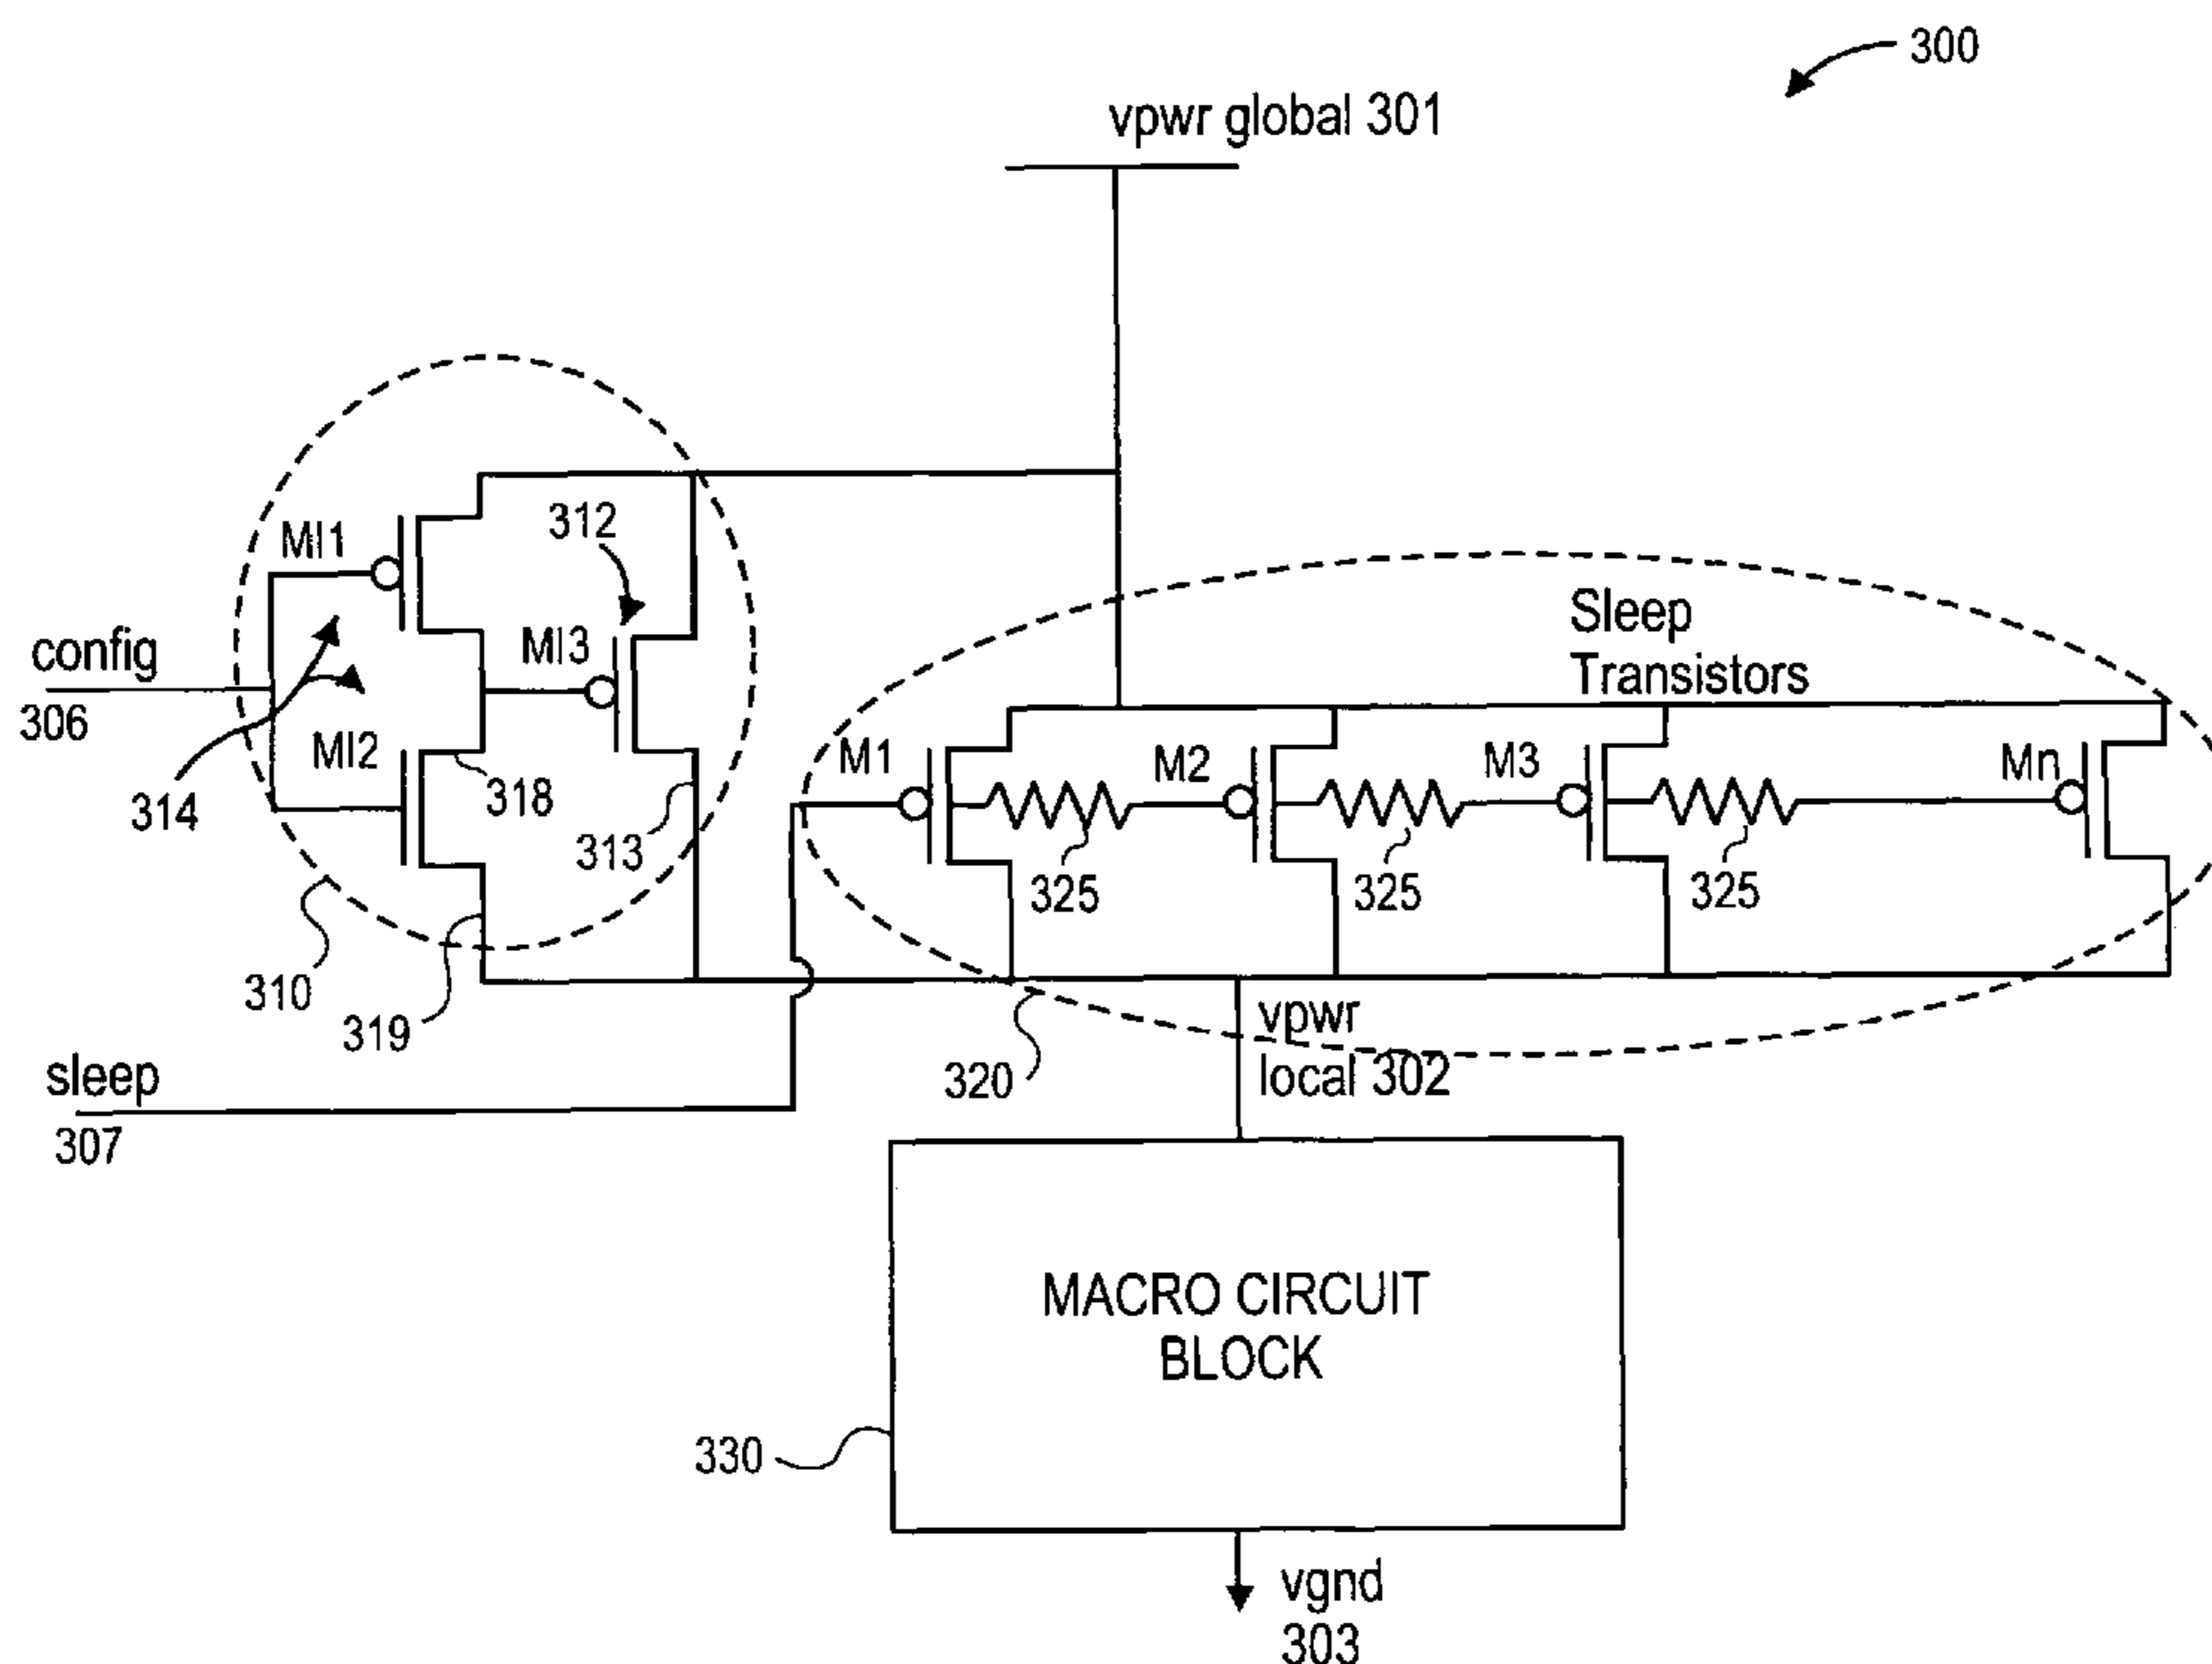 300
vpwr global 301
312
MI1
Sleep
Transistors
config
306
MI3
MI2
M1
M2
M3
Mn
314
318
313
325
325
325
310
319
320
vpwr
local 302
sleep
307
MACRO CIRCUIT
BLOCK
330
vgnd
303